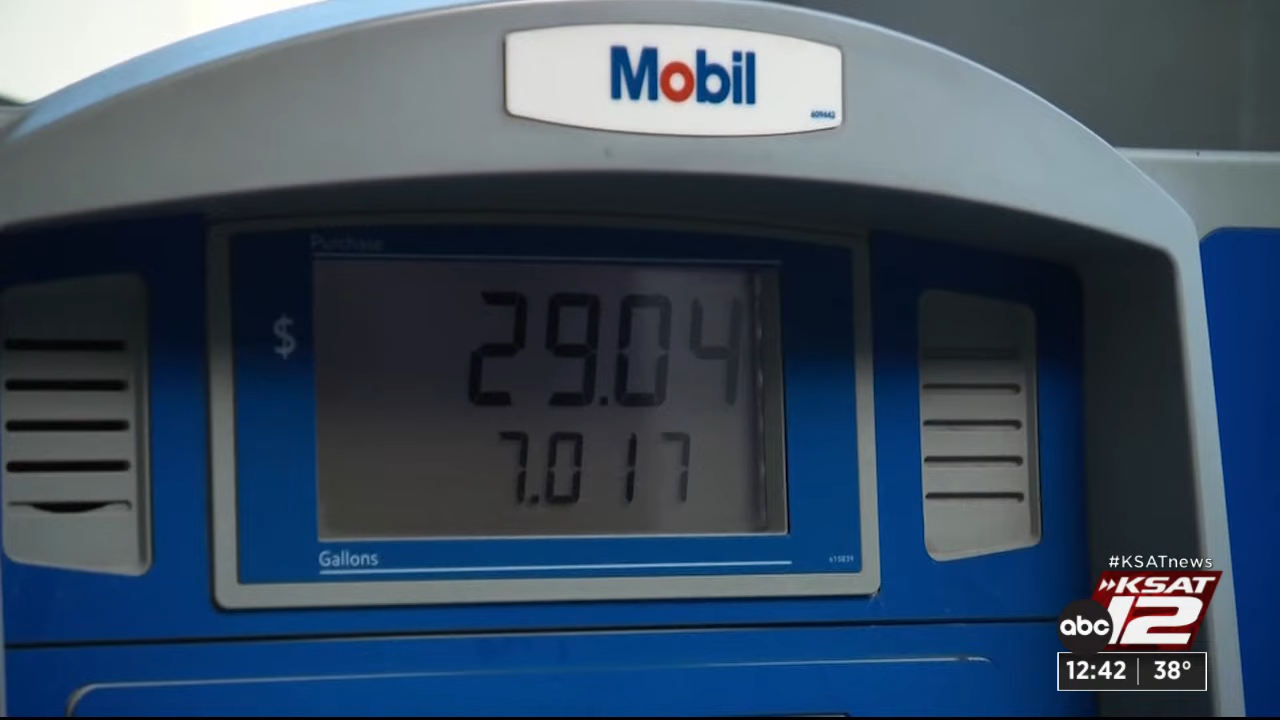 Mobil
Purchase
$ 29.04
7.017
Gallons
#KSATnews
KSAT
abc 12
12:42 38°